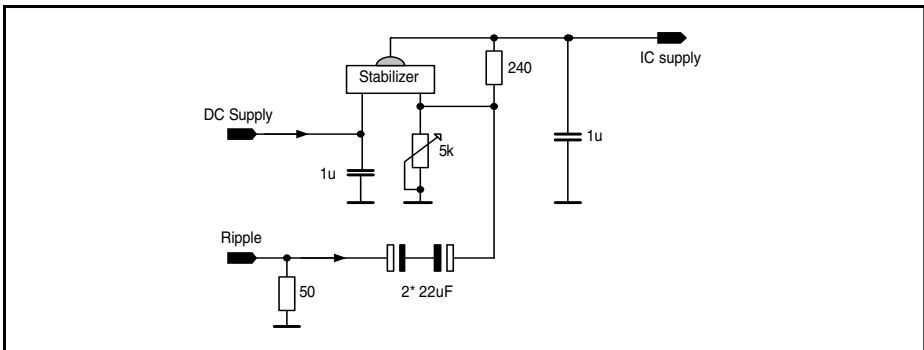 IC supply
240
Stabilizer
DC Supply
1u
5k
1u
Ripple
50
2* 22uF